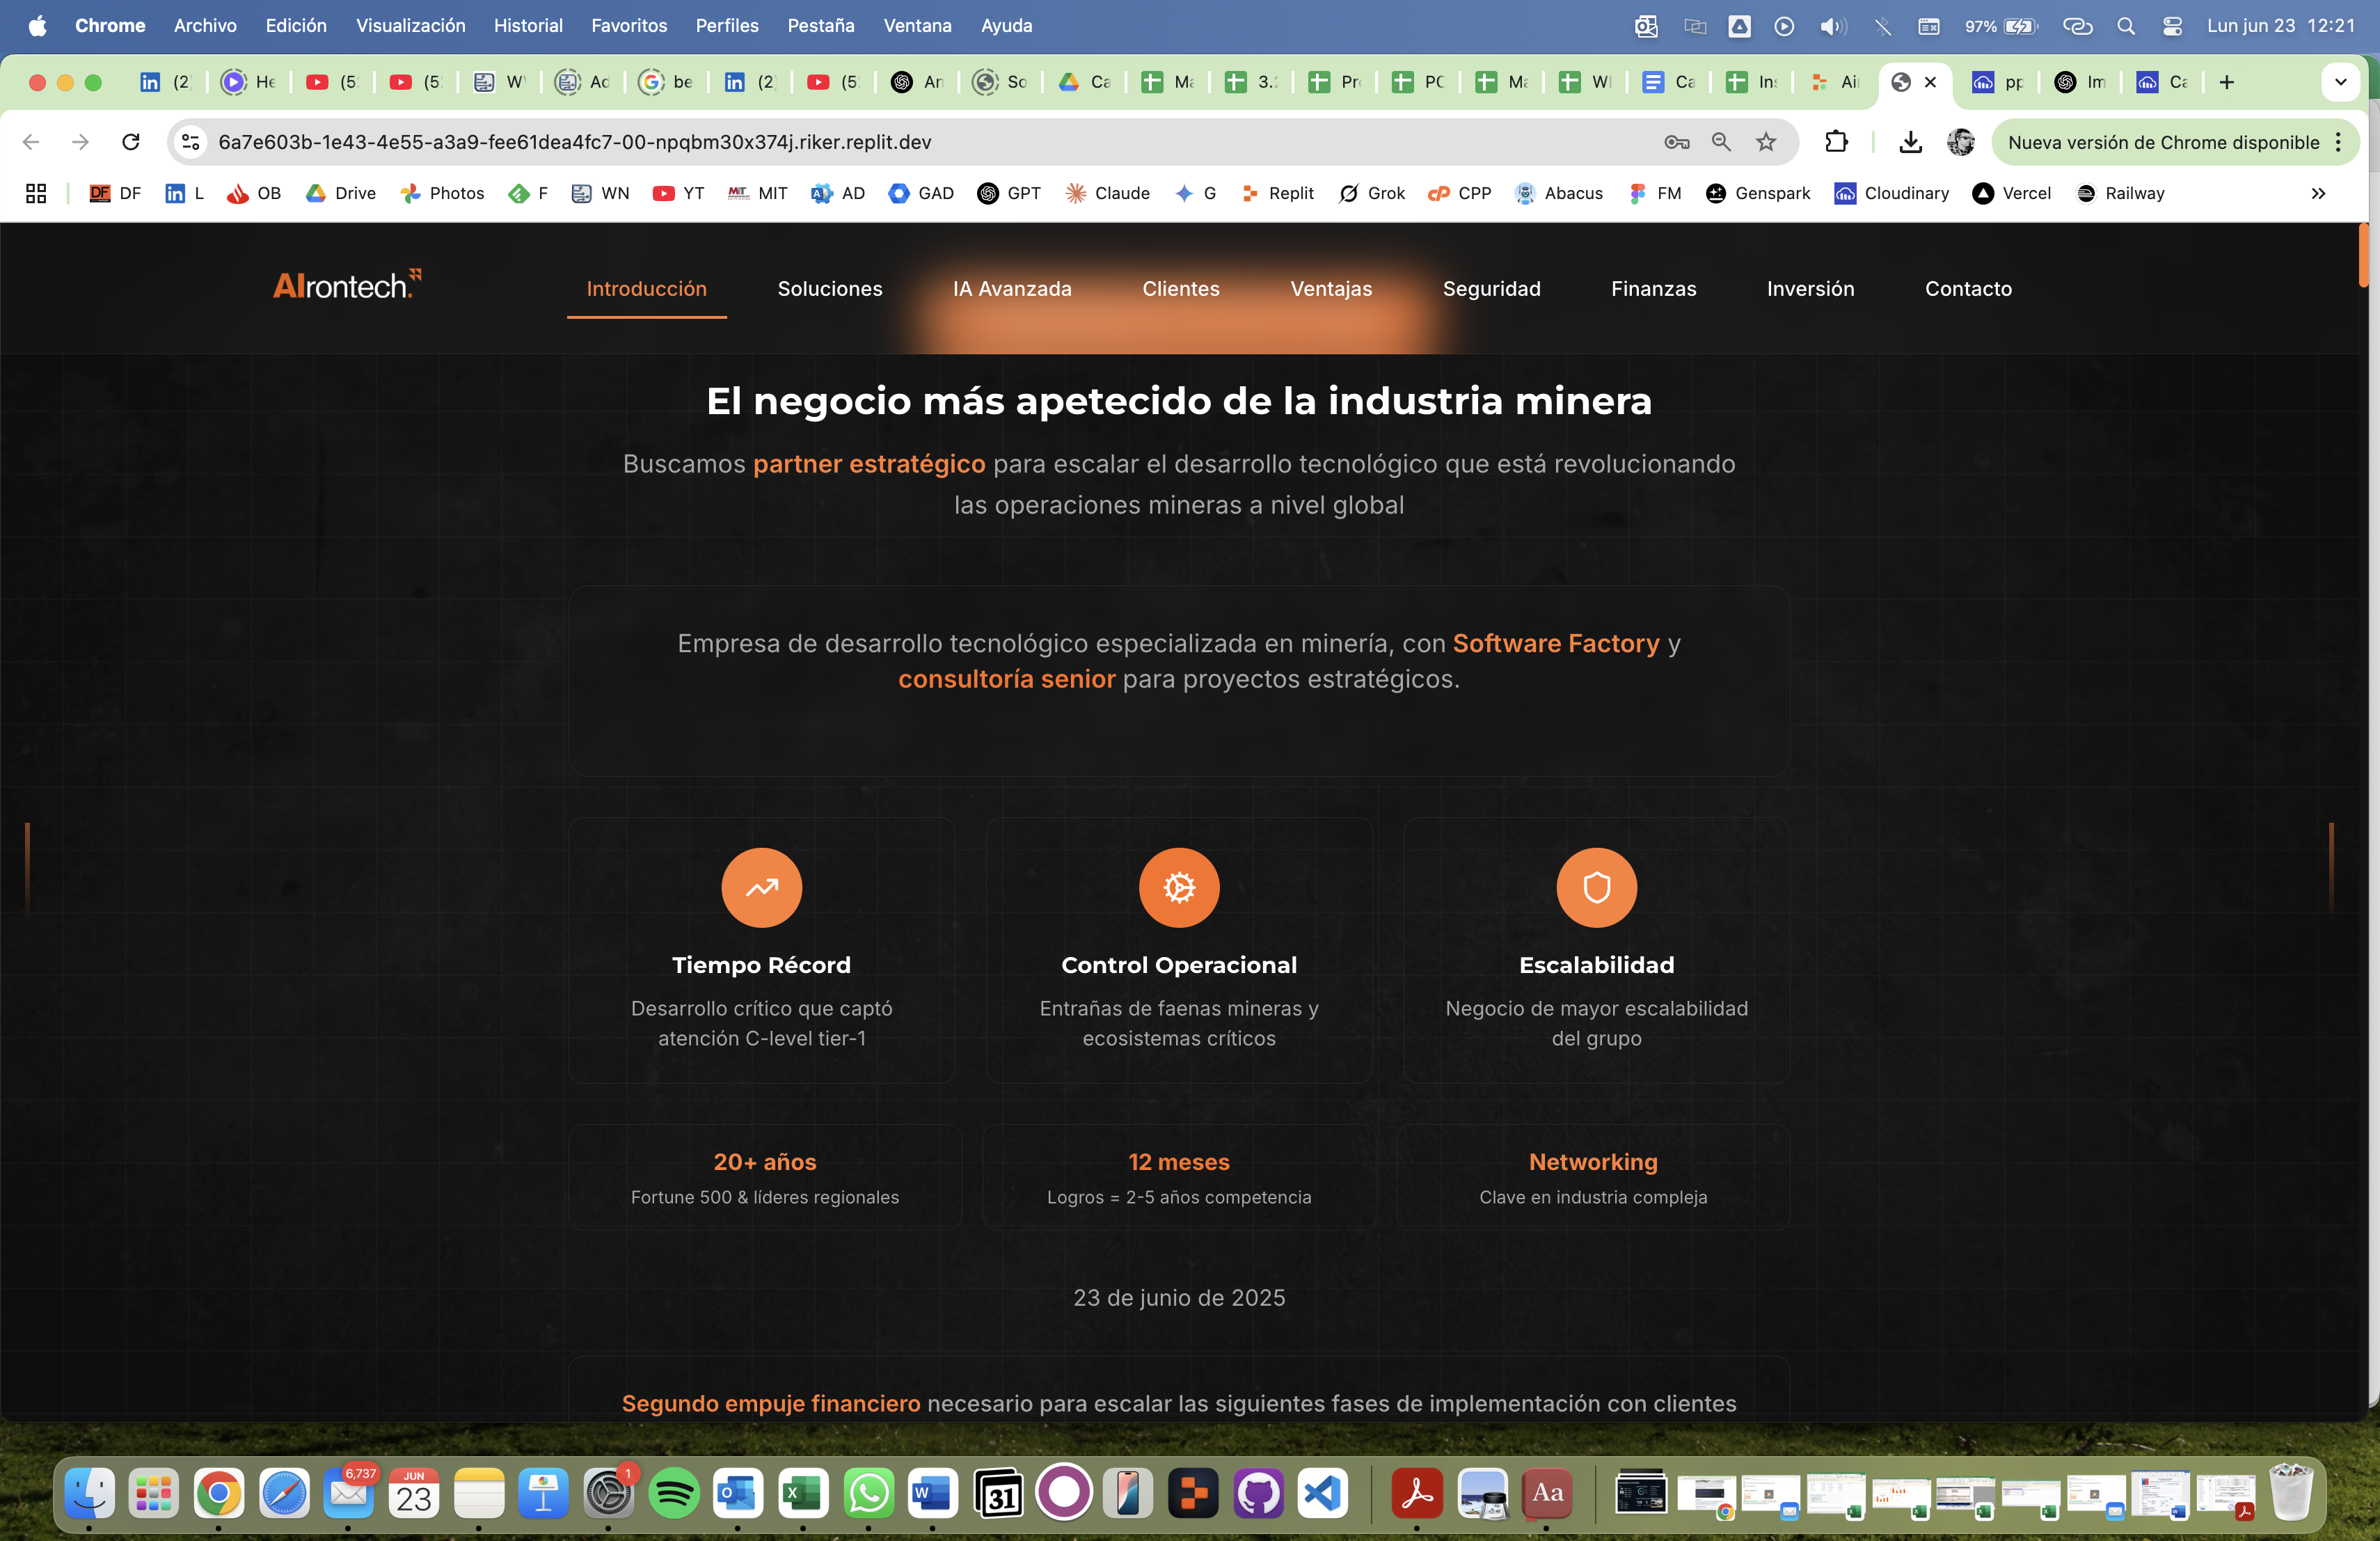 Chrome Archivo Edición Visualización Historial Favoritos Perfiles Pestaña Ventana Ayuda 97% Lun jun 23 12:21
(2 He (5 (5 W Ad be (2 (5 An So Ca Ma 3. Pr PC Ma WI Ca In Ai pp Im Ca
6a7e603b-1e43-4e55-a3a9-fee61dea4fc7-00-npqbm30x374j.riker.replit.dev Nueva versión de Chrome disponible
DF L OB Drive Photos F WN YT MIT AD GAD GPT Claude G Replit Grok CPP Abacus FM Genspark Cloudinary Vercel Railway
AIrontech. Introducción Soluciones IA Avanzada Clientes Ventajas Seguridad Finanzas Inversión Contacto
El negocio más apetecido de la industria minera
Buscamos partner estratégico para escalar el desarrollo tecnológico que está revolucionando
las operaciones mineras a nivel global
Empresa de desarrollo tecnológico especializada en minería, con Software Factory y
consultoría senior para proyectos estratégicos.
Tiempo Récord
Desarrollo crítico que captó
atención C-level tier-1
Control Operacional
Entrañas de faenas mineras y
ecosistemas críticos
Escalabilidad
Negocio de mayor escalabilidad
del grupo
20+ años
Fortune 500 & líderes regionales
12 meses
Logros = 2-5 años competencia
Networking
Clave en industria compleja
23 de junio de 2025
Segundo empuje financiero necesario para escalar las siguientes fases de implementación con clientes
6,737
JUN
23
1
31
Aa